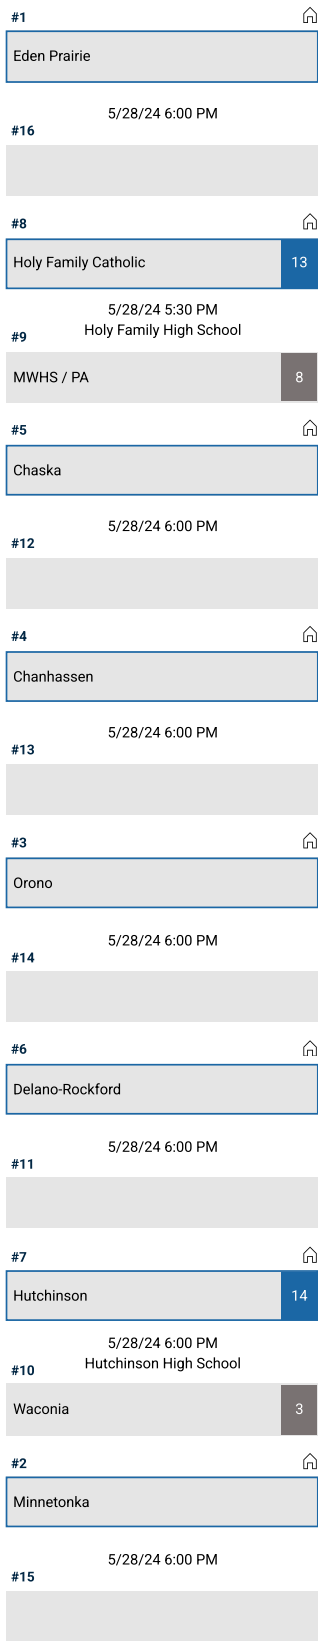 #1
Eden Prairie
5/28/24 6:00 PM
#16
#8
Holy Family Catholic
13
5/28/24 5:30 PM
Holy Family High School
#9
MWHS / PA
8
#5
Chaska
5/28/24 6:00 PM
#12
#4
Chanhassen
5/28/24 6:00 PM
#13
#3
Orono
5/28/24 6:00 PM
#14
#6
Delano-Rockford
5/28/24 6:00 PM
#11
#7
Hutchinson
14
5/28/24 6:00 PM
Hutchinson High School
#10
Waconia
3
#2
Minnetonka
5/28/24 6:00 PM
#15